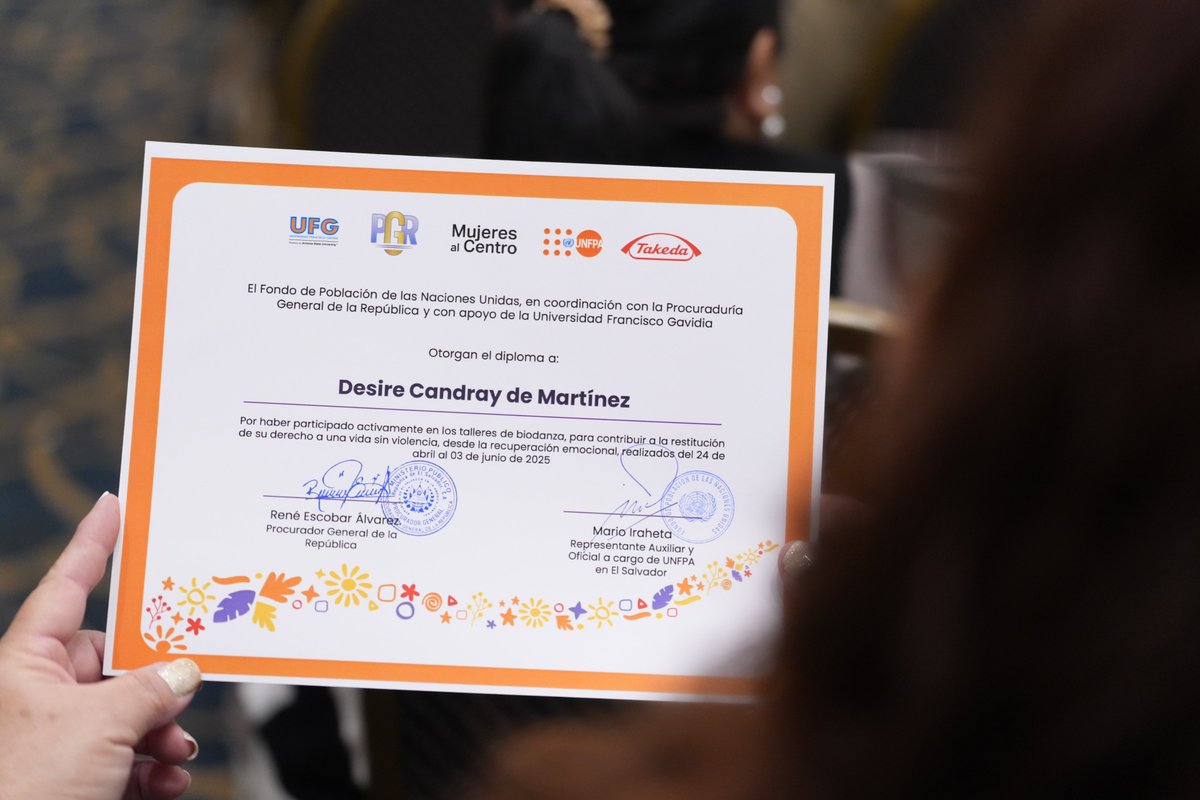 UFG
PGR
Mujeres
al Centro
UNFPA
Takeda
El Fondo de Población de las Naciones Unidas, en coordinación con la Procuraduría
General de la República y con apoyo de la Universidad Francisco Gavidia
Otorgan el diploma a:
Desire Candray de Martínez
Por haber participado activamente en los talleres de biodanza, para contribuir a la restitución
de su derecho a una vida sin violencia, desde la recuperación emocional, realizados del 24 de
abril al 03 de junio de 2025
MINISTERIO PUBLICO
PROCURADOR GENERAL
René Escobar Álvarez
Procurador General de la
República
Mario Iraheta
Representante Auxiliar y
Oficial a cargo de UNFPA
en El Salvador